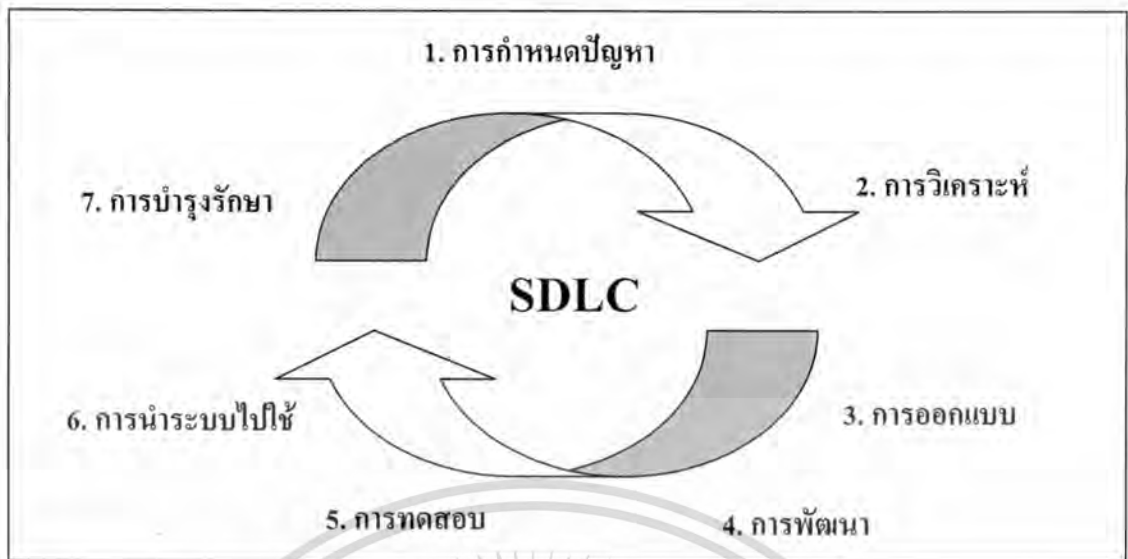 1. การกำหนดปัญหา
2. การวิเคราะห์
3. การออกแบบ
4. การพัฒนา
5. การทดสอบ
6. การนำระบบไปใช้
7. การบำรุงรักษา
SDLC